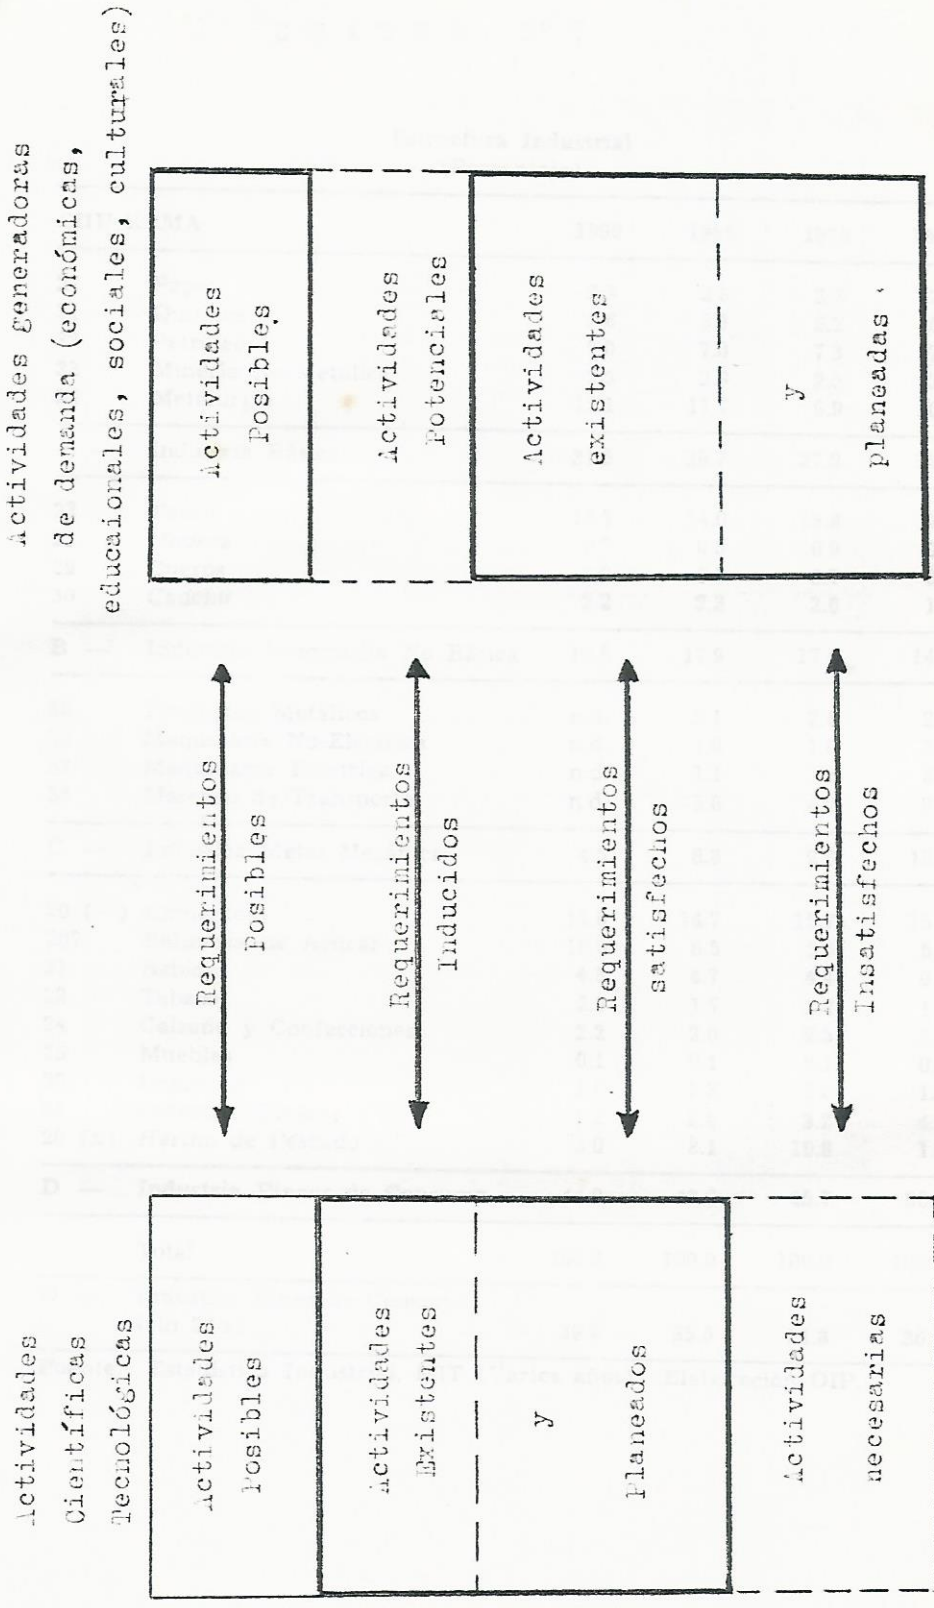 Actividades
Científicas
Tecnológicas
Actividades
Posibles
Actividades
Existentes
y
Planeados
Actividades
necesarias
Requerimientos
Posibles
Requerimientos
Inducidos
Requerimientos
satisfechos
Requerimientos
Insatisfechos
Actividades generadoras
de demanda (económicas,
educaionales, sociales, culturales)
Actividades
Posibles
Actividades
Potenciales
Actividades
existentes
y
planeadas